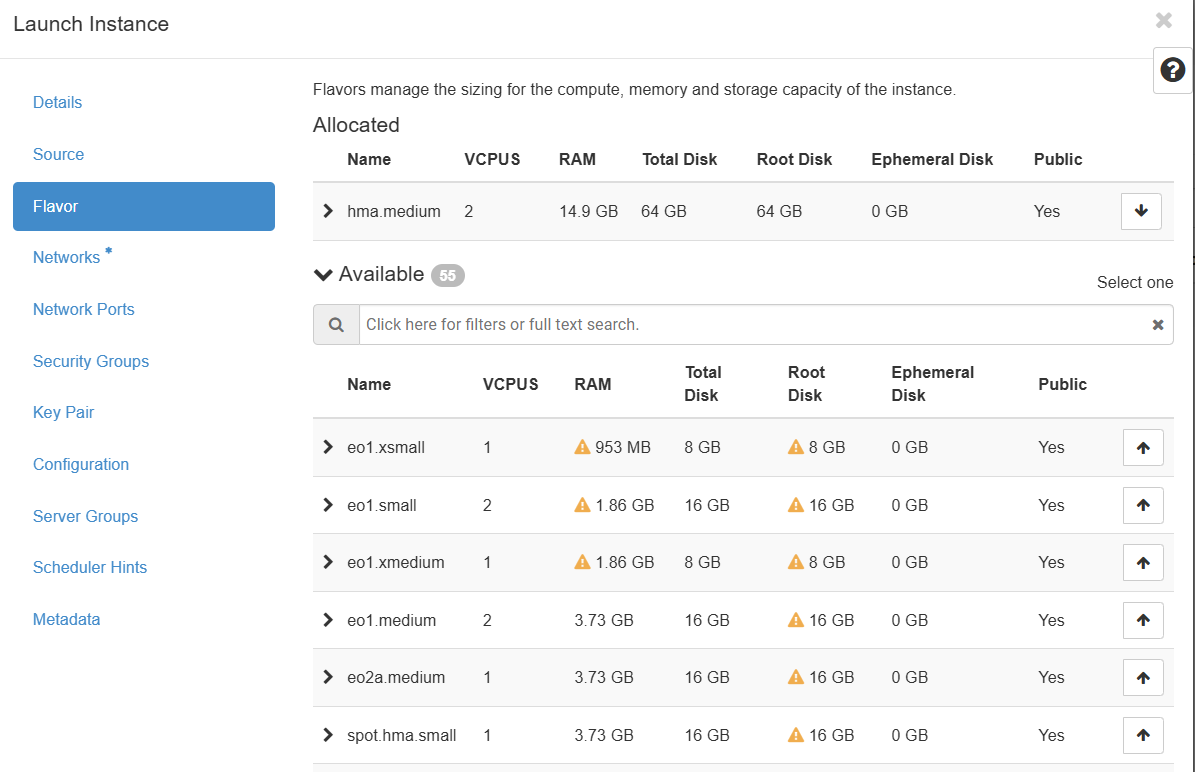 Launch Instance
Details
Source
Flavor
Networks *
Network Ports
Security Groups
Key Pair
Configuration
Server Groups
Scheduler Hints
Metadata
Flavors manage the sizing for the compute, memory and storage capacity of the instance.
Allocated
Name VCPUS RAM Total Disk Root Disk Ephemeral Disk Public
hma.medium 2 14.9 GB 64 GB 64 GB 0 GB Yes
Available 55
Select one
Click here for filters or full text search.
Name VCPUS RAM Total Disk Root Disk Ephemeral Disk Public
eo1.xsmall 1 953 MB 8 GB 8 GB 0 GB Yes
eo1.small 2 1.86 GB 16 GB 16 GB 0 GB Yes
eo1.xmedium 1 1.86 GB 8 GB 8 GB 0 GB Yes
eo1.medium 2 3.73 GB 16 GB 16 GB 0 GB Yes
eo2a.medium 1 3.73 GB 16 GB 16 GB 0 GB Yes
spot.hma.small 1 3.73 GB 16 GB 16 GB 0 GB Yes